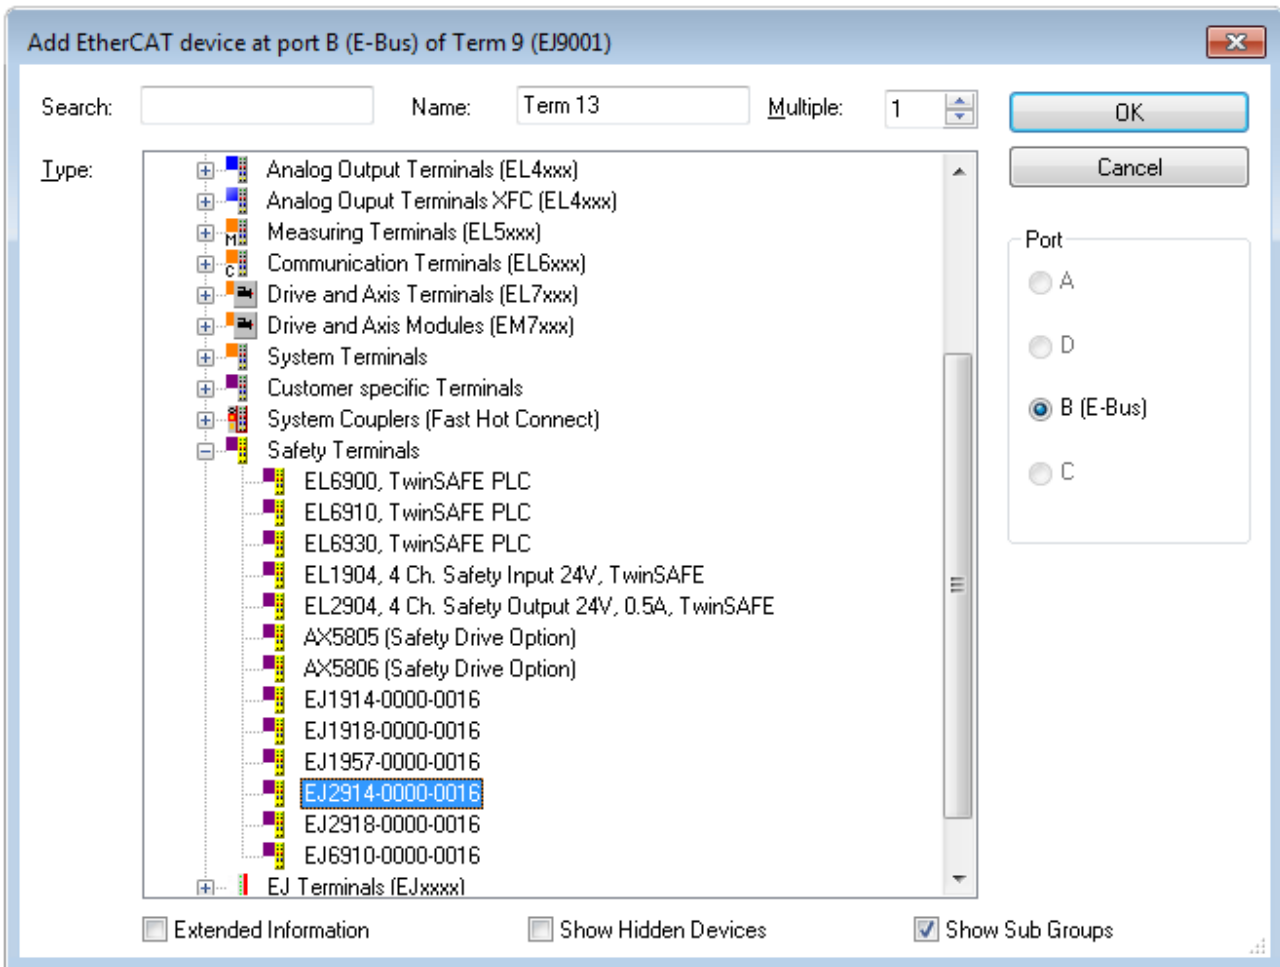 Add EtherCAT device at port B (E-Bus) of Term 9 (EJ9001)
Search: Name: Term 13 Multiple: 1 OK
Type: Cancel
Analog Output Terminals (EL4xxx)
Analog Ouput Terminals XFC (EL4xxx)
Measuring Terminals (EL5xxx)
Communication Terminals (EL6xxx)
Drive and Axis Terminals (EL7xxx)
Drive and Axis Modules (EM7xxx)
System Terminals
Customer specific Terminals
System Couplers (Fast Hot Connect)
Safety Terminals
EL6900, TwinSAFE PLC
EL6910, TwinSAFE PLC
EL6930, TwinSAFE PLC
EL1904, 4 Ch. Safety Input 24V, TwinSAFE
EL2904, 4 Ch. Safety Output 24V, 0.5A, TwinSAFE
AX5805 (Safety Drive Option)
AX5806 (Safety Drive Option)
EJ1914-0000-0016
EJ1918-0000-0016
EJ1957-0000-0016
EJ2914-0000-0016
EJ2918-0000-0016
EJ6910-0000-0016
EJ Terminals (EJxxxx)
Port
A
D
B (E-Bus)
C
Extended Information Show Hidden Devices Show Sub Groups